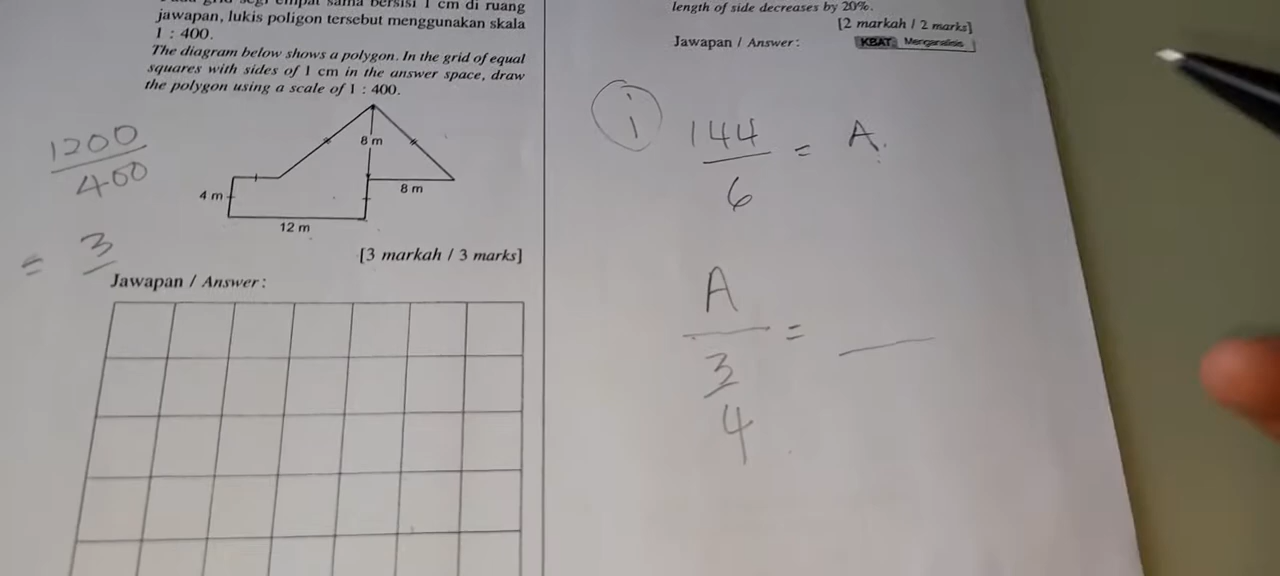 jawapan, lukis poligon tersebut menggunakan skala
1 : 400.
The diagram below shows a polygon. In the grid of equal
squares with sides of 1 cm in the answer space, draw
the polygon using a scale of 1 : 400.
1200
400
= 3
8 m
8 m
4 m
12 m
[3 markah / 3 marks]
Jawapan / Answer :
length of side decreases by 20%.
[2 markah / 2 marks]
Jawapan / Answer :
KBAT Menganalisis
i
144
6
= A.
A
3
4
=